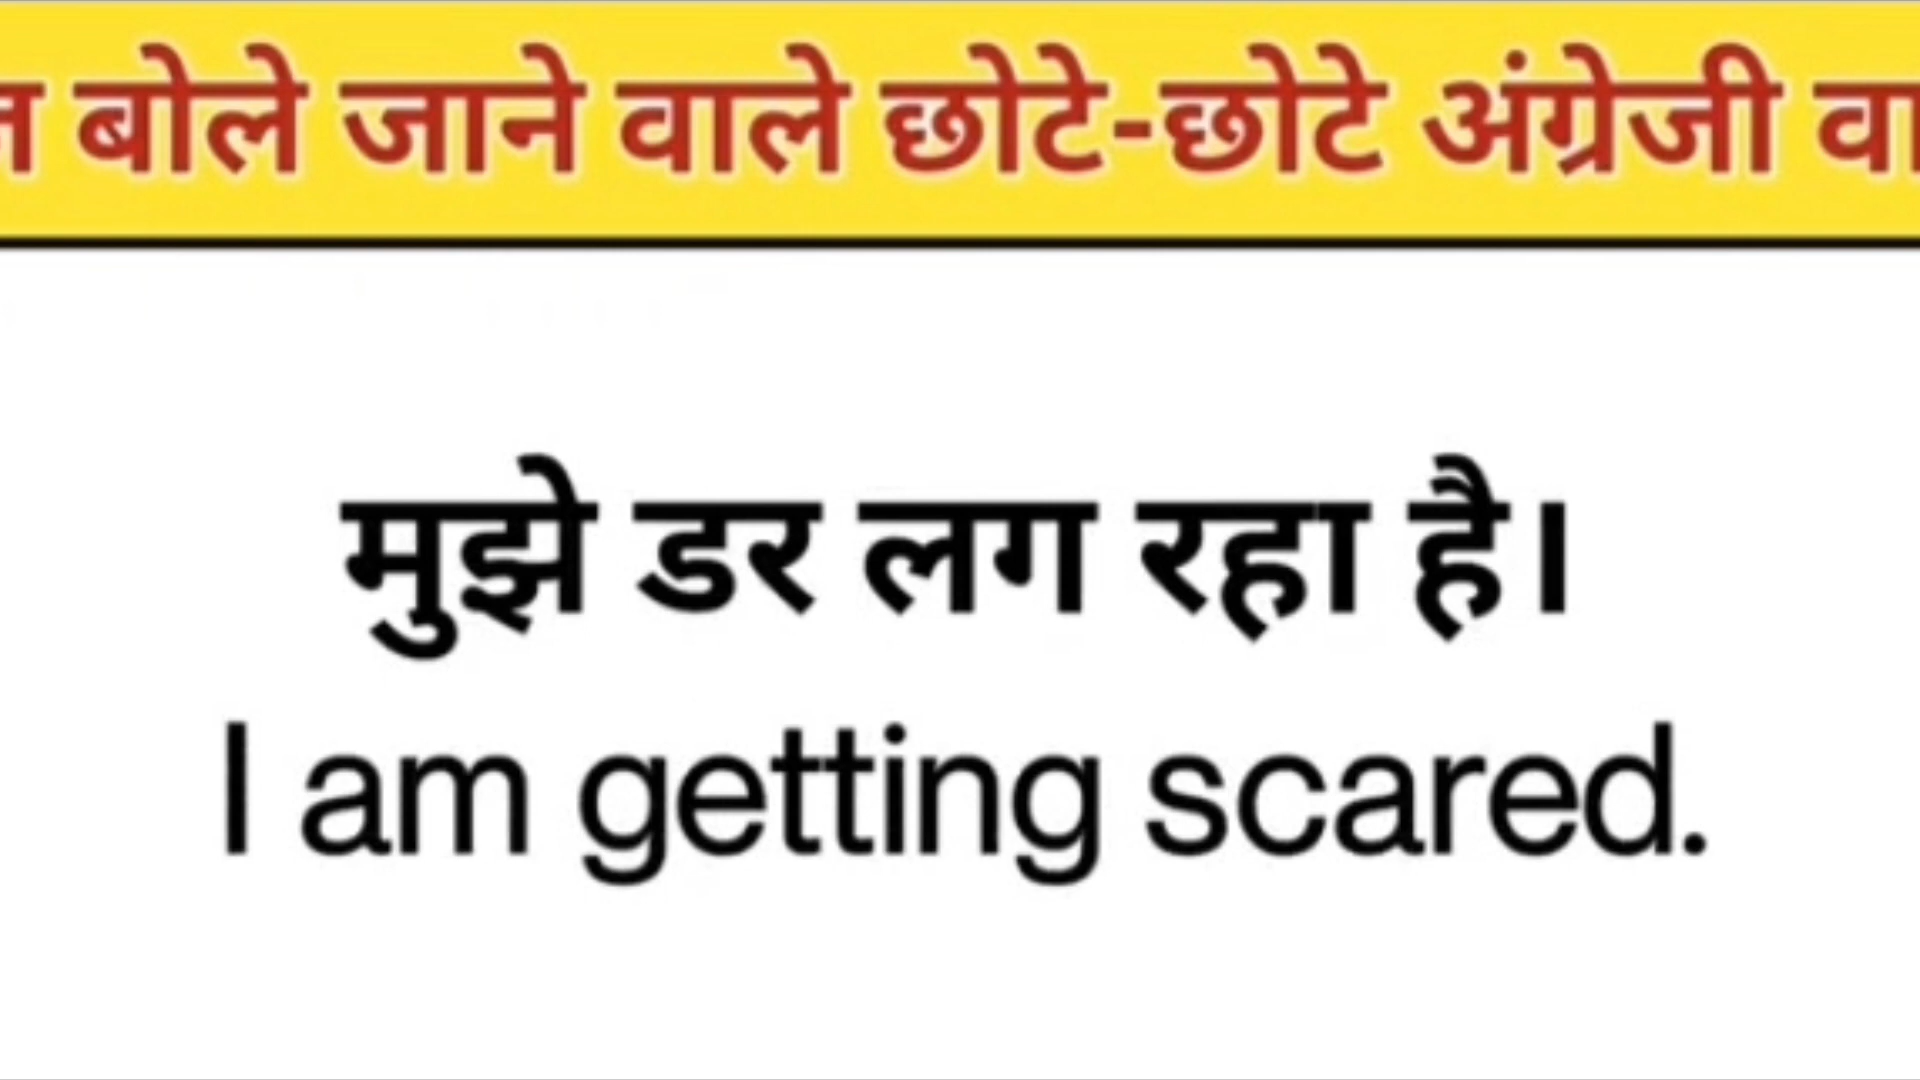 बोले जाने वाले छोटे-छोटे अंग्रेजी
मुझे डर लग रहा है।
I am getting scared.